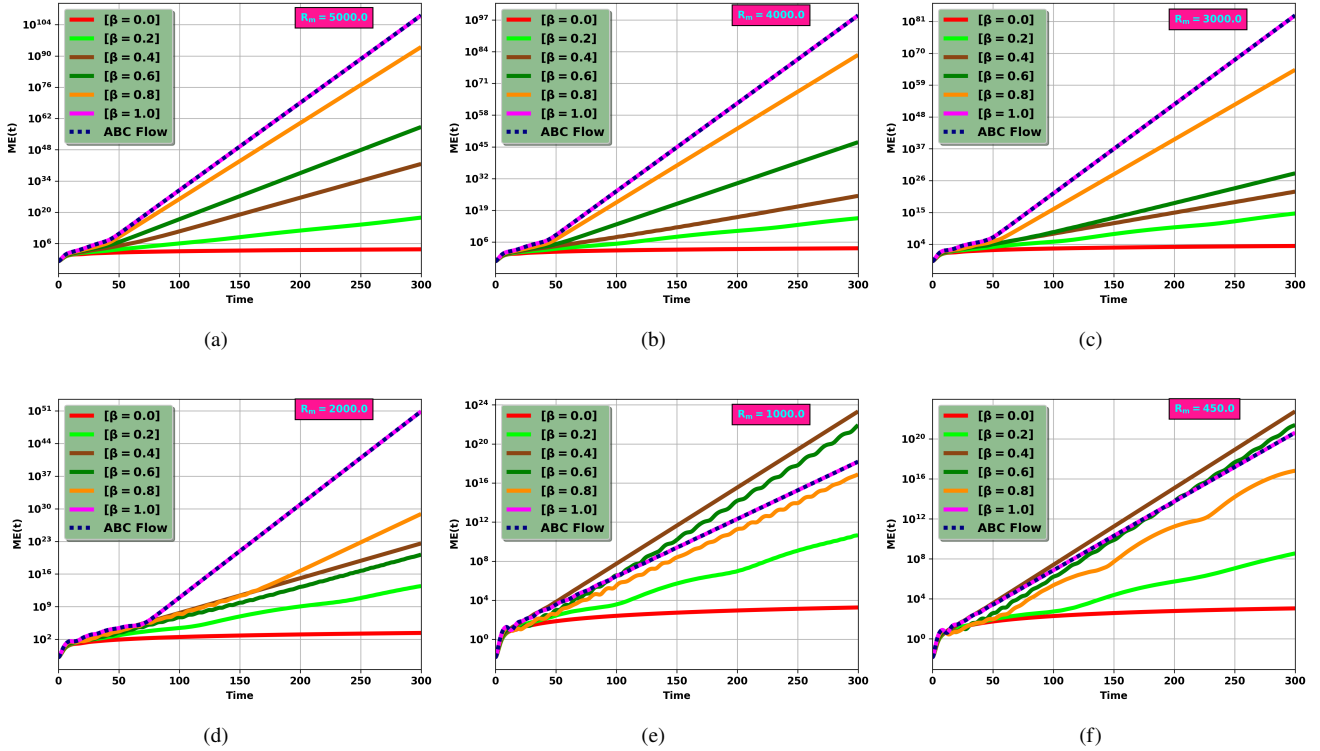 R_m = 5000.0
[β = 0.0]
[β = 0.2]
[β = 0.4]
[β = 0.6]
[β = 0.8]
[β = 1.0]
ABC Flow
ME(t)
10^104
10^90
10^76
10^62
10^48
10^34
10^20
10^6
0 50 100 150 200 250 300
Time
(a)
R_m = 4000.0
[β = 0.0]
[β = 0.2]
[β = 0.4]
[β = 0.6]
[β = 0.8]
[β = 1.0]
ABC Flow
ME(t)
10^97
10^84
10^71
10^58
10^45
10^32
10^19
10^6
0 50 100 150 200 250 300
Time
(b)
R_m = 3000.0
[β = 0.0]
[β = 0.2]
[β = 0.4]
[β = 0.6]
[β = 0.8]
[β = 1.0]
ABC Flow
ME(t)
10^81
10^70
10^59
10^48
10^37
10^26
10^15
10^4
0 50 100 150 200 250 300
Time
(c)
R_m = 2000.0
[β = 0.0]
[β = 0.2]
[β = 0.4]
[β = 0.6]
[β = 0.8]
[β = 1.0]
ABC Flow
ME(t)
10^51
10^44
10^37
10^30
10^23
10^16
10^9
10^2
0 50 100 150 200 250 300
Time
(d)
R_m = 1000.0
[β = 0.0]
[β = 0.2]
[β = 0.4]
[β = 0.6]
[β = 0.8]
[β = 1.0]
ABC Flow
ME(t)
10^24
10^20
10^16
10^12
10^8
10^4
10^0
0 50 100 150 200 250 300
Time
(e)
R_m = 450.0
[β = 0.0]
[β = 0.2]
[β = 0.4]
[β = 0.6]
[β = 0.8]
[β = 1.0]
ABC Flow
ME(t)
10^20
10^16
10^12
10^8
10^4
10^0
0 50 100 150 200 250 300
Time
(f)